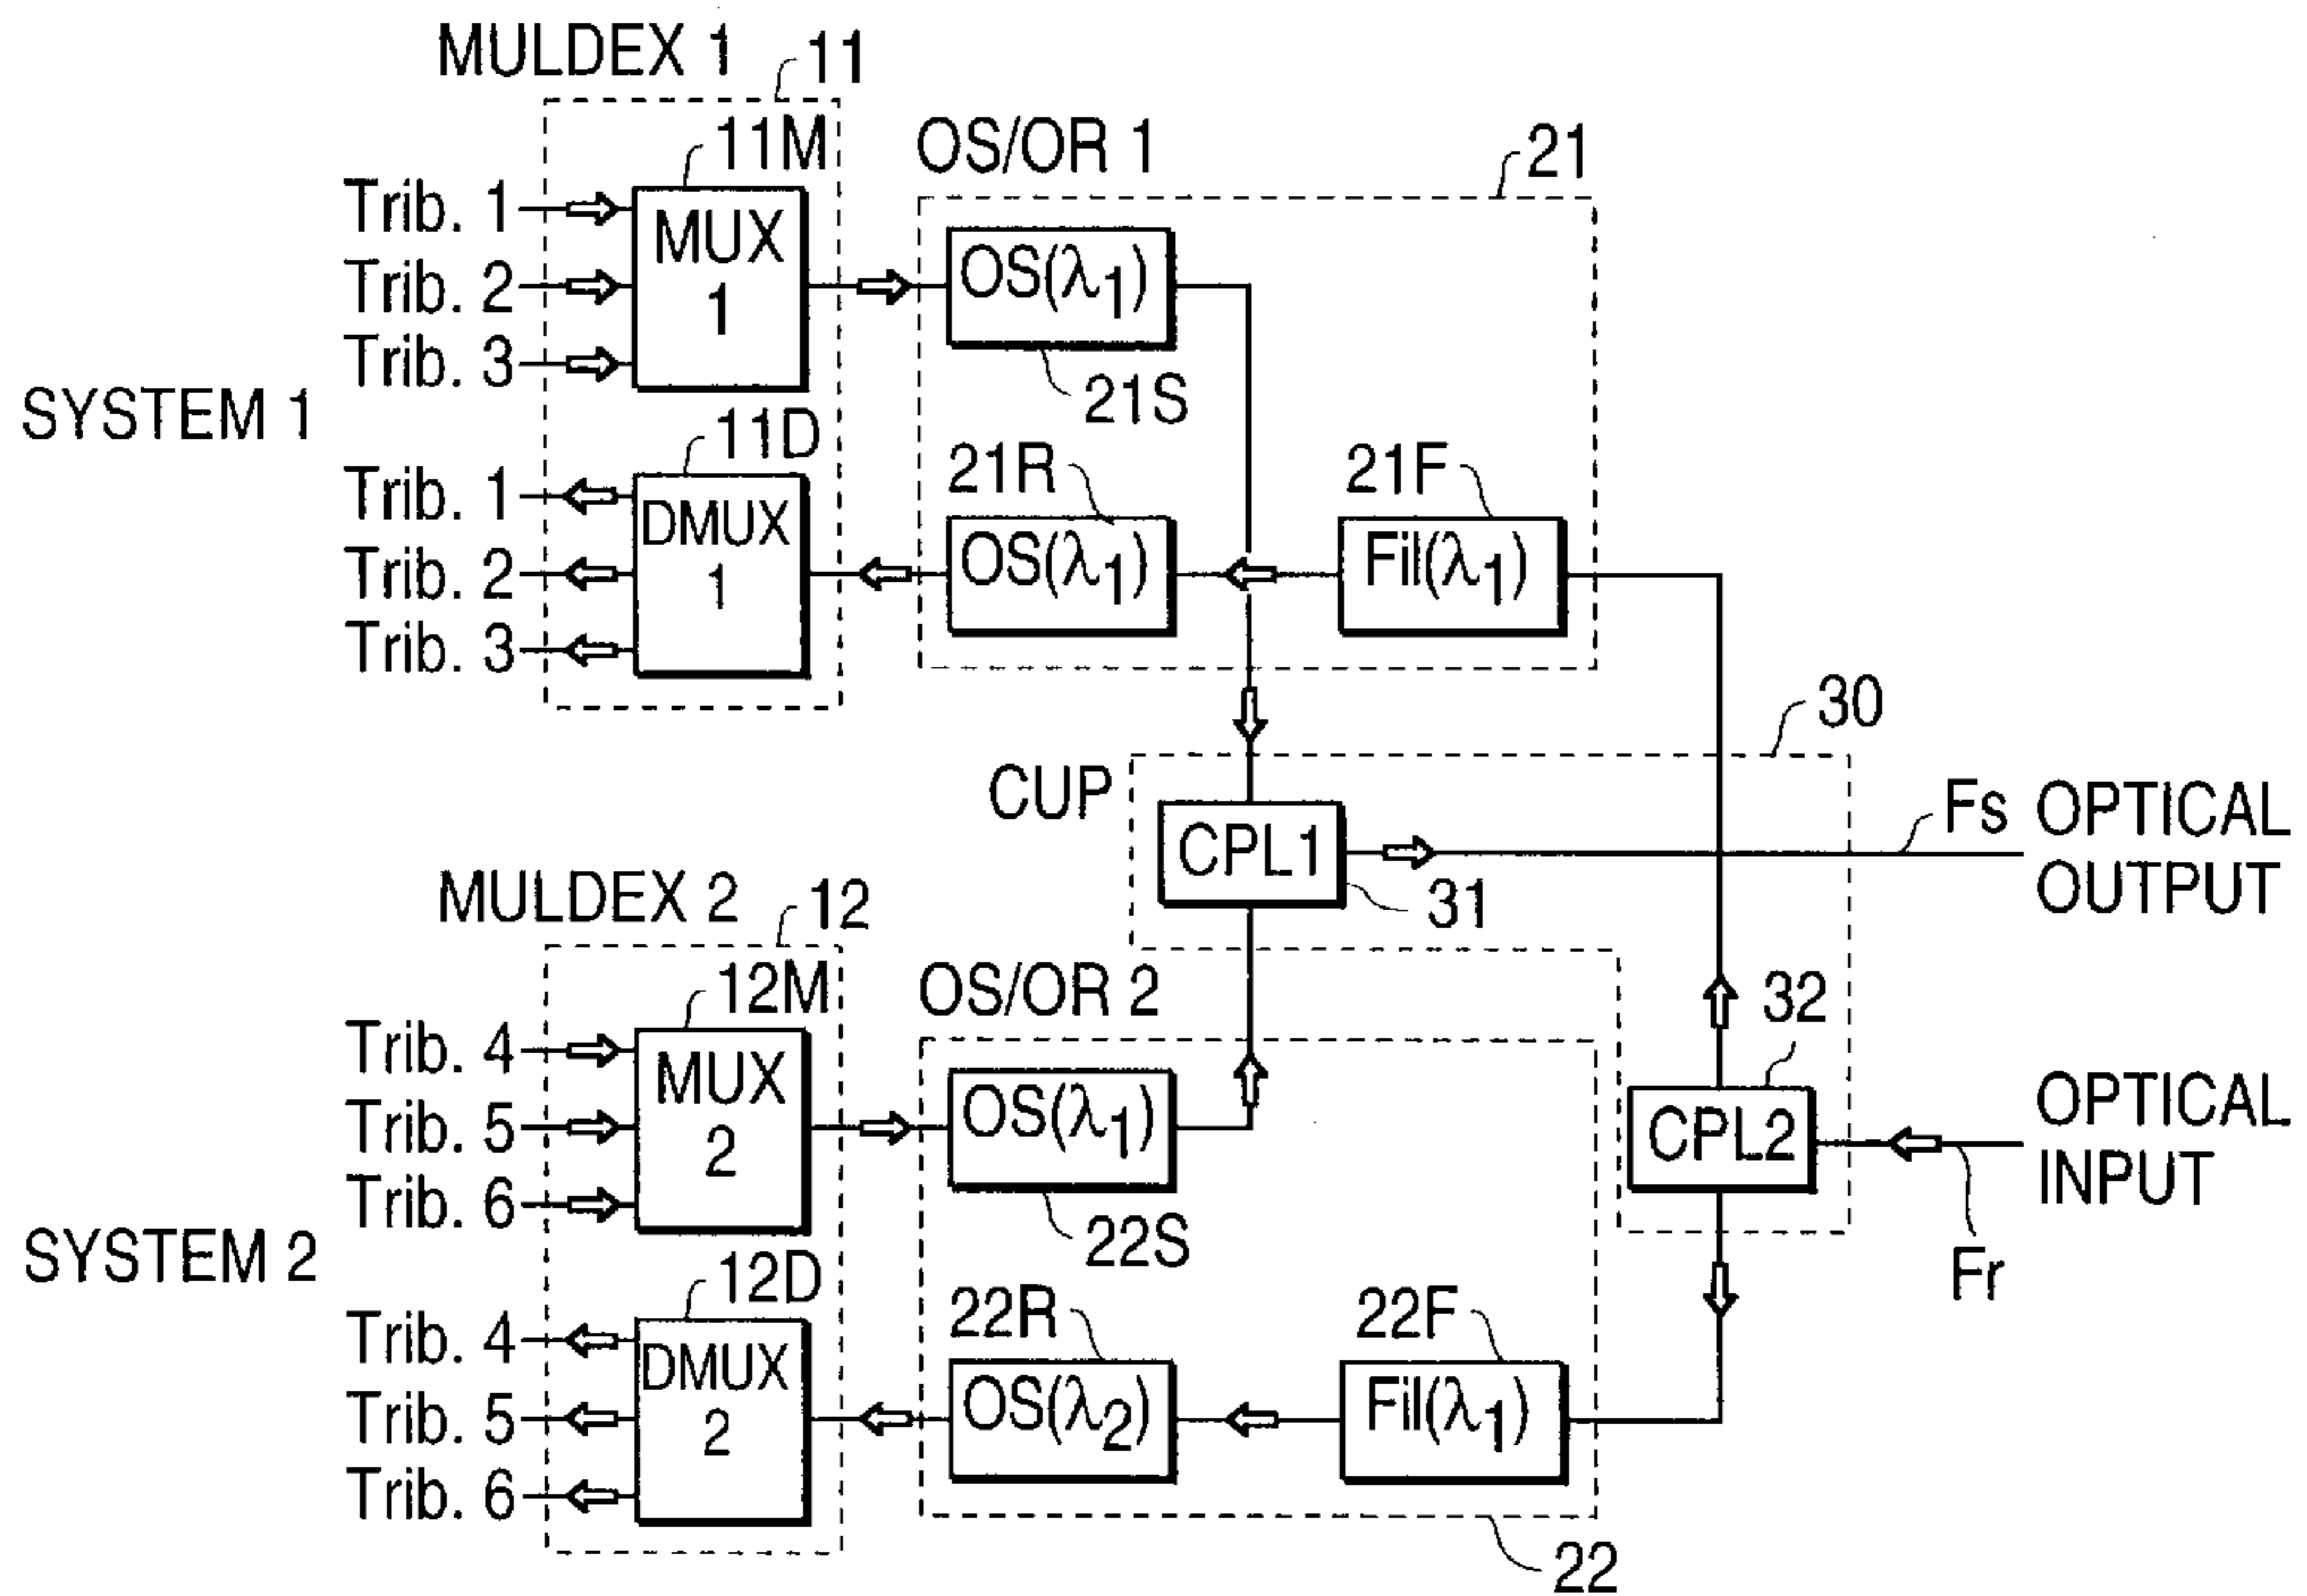 MULDEX 1
11
11M
OS/OR 1
21
Trib. 1
Trib. 2
Trib. 3
MUX
1
OS(λ1)
21S
SYSTEM 1
11D
21R
21F
Trib. 1
Trib. 2
Trib. 3
DMUX
1
OS(λ1)
Fil(λ1)
30
CUP
CPL1
31
Fs
OPTICAL
OUTPUT
MULDEX 2
12
12M
OS/OR 2
32
Trib. 4
Trib. 5
Trib. 6
MUX
2
OS(λ1)
22S
CPL2
OPTICAL
INPUT
Fr
SYSTEM 2
12D
22R
22F
Trib. 4
Trib. 5
Trib. 6
DMUX
2
OS(λ2)
Fil(λ1)
22